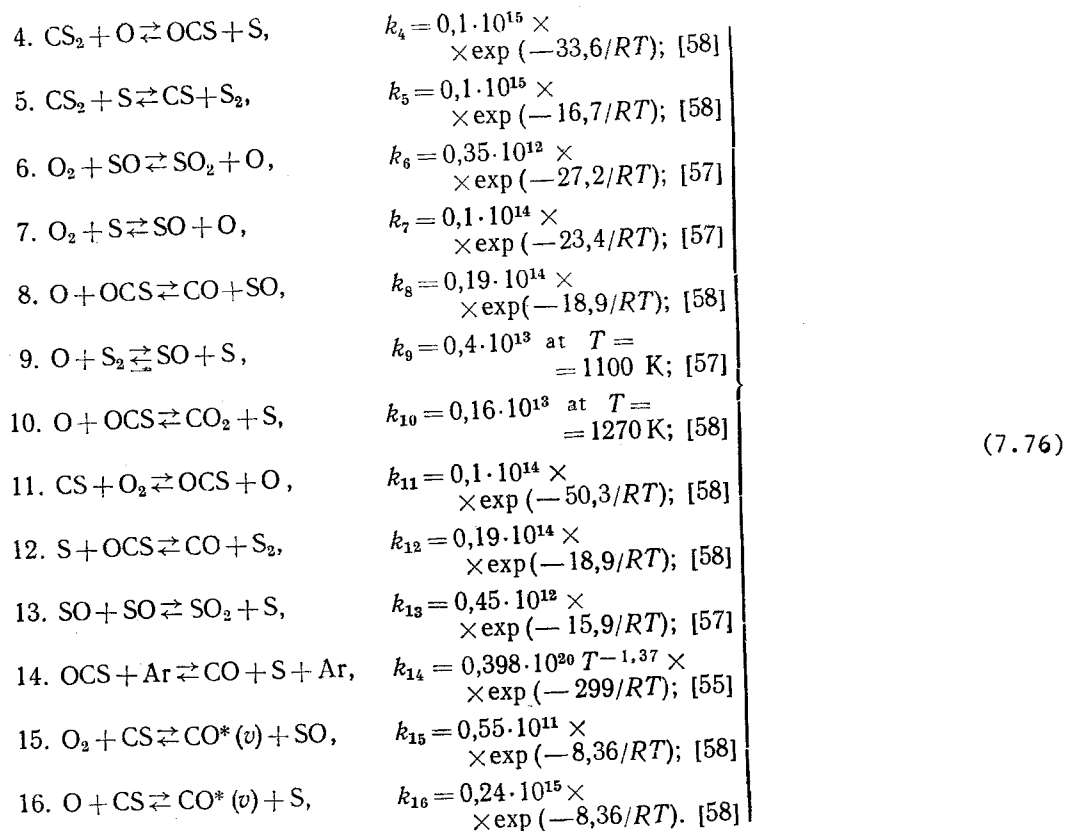 4. CS₂ + O ⇄ OCS + S, k₄ = 0,1·10¹⁵ ×
× exp (—33,6/RT); [58]
5. CS₂ + S ⇄ CS + S₂, k₅ = 0,1·10¹⁵ ×
× exp (—16,7/RT); [58]
6. O₂ + SO ⇄ SO₂ + O, k₆ = 0,35·10¹² ×
× exp (—27,2/RT); [57]
7. O₂ + S ⇄ SO + O, k₇ = 0,1·10¹⁴ ×
× exp (—23,4/RT); [57]
8. O + OCS ⇄ CO + SO, k₈ = 0,19·10¹⁴ ×
× exp(—18,9/RT); [58]
9. O + S₂ ⇄ SO + S, k₉ = 0,4·10¹³ at T =
= 1100 K; [57]
10. O + OCS ⇄ CO₂ + S, k₁₀ = 0,16·10¹³ at T =
= 1270 K; [58]
(7.76)
11. CS + O₂ ⇄ OCS + O, k₁₁ = 0,1·10¹⁴ ×
× exp (—50,3/RT); [58]
12. S + OCS ⇄ CO + S₂, k₁₂ = 0,19·10¹⁴ ×
× exp(—18,9/RT); [58]
13. SO + SO ⇄ SO₂ + S, k₁₃ = 0,45·10¹² ×
× exp (—15,9/RT); [57]
14. OCS + Ar ⇄ CO + S + Ar, k₁₄ = 0,398·10²⁰ T⁻¹,³⁷ ×
× exp (—299/RT); [55]
15. O₂ + CS ⇄ CO* (v) + SO, k₁₅ = 0,55·10¹¹ ×
× exp (—8,36/RT); [58]
16. O + CS ⇄ CO* (v) + S, k₁₆ = 0,24·10¹⁵ ×
× exp (—8,36/RT). [58]